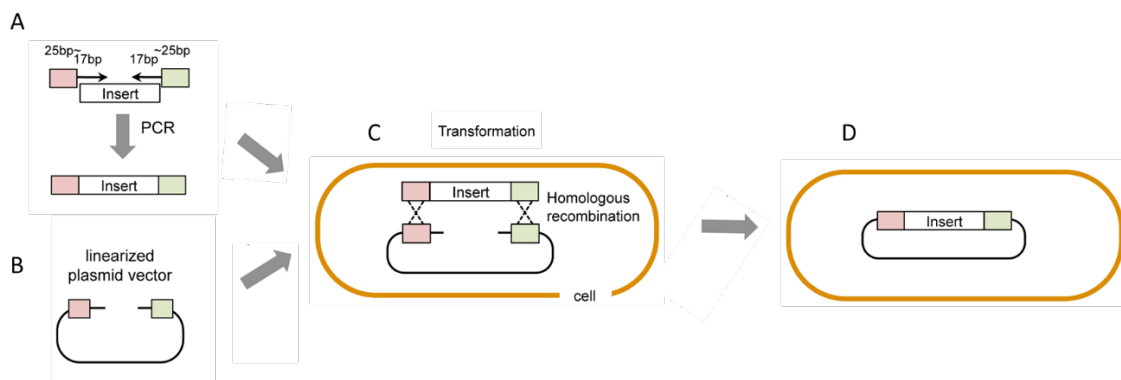 A
25bp~
~25bp
17bp
17bp
Insert
PCR
Insert
B
linearized
plasmid vector
C
Transformation
Insert
Homologous
recombination
cell
D
Insert